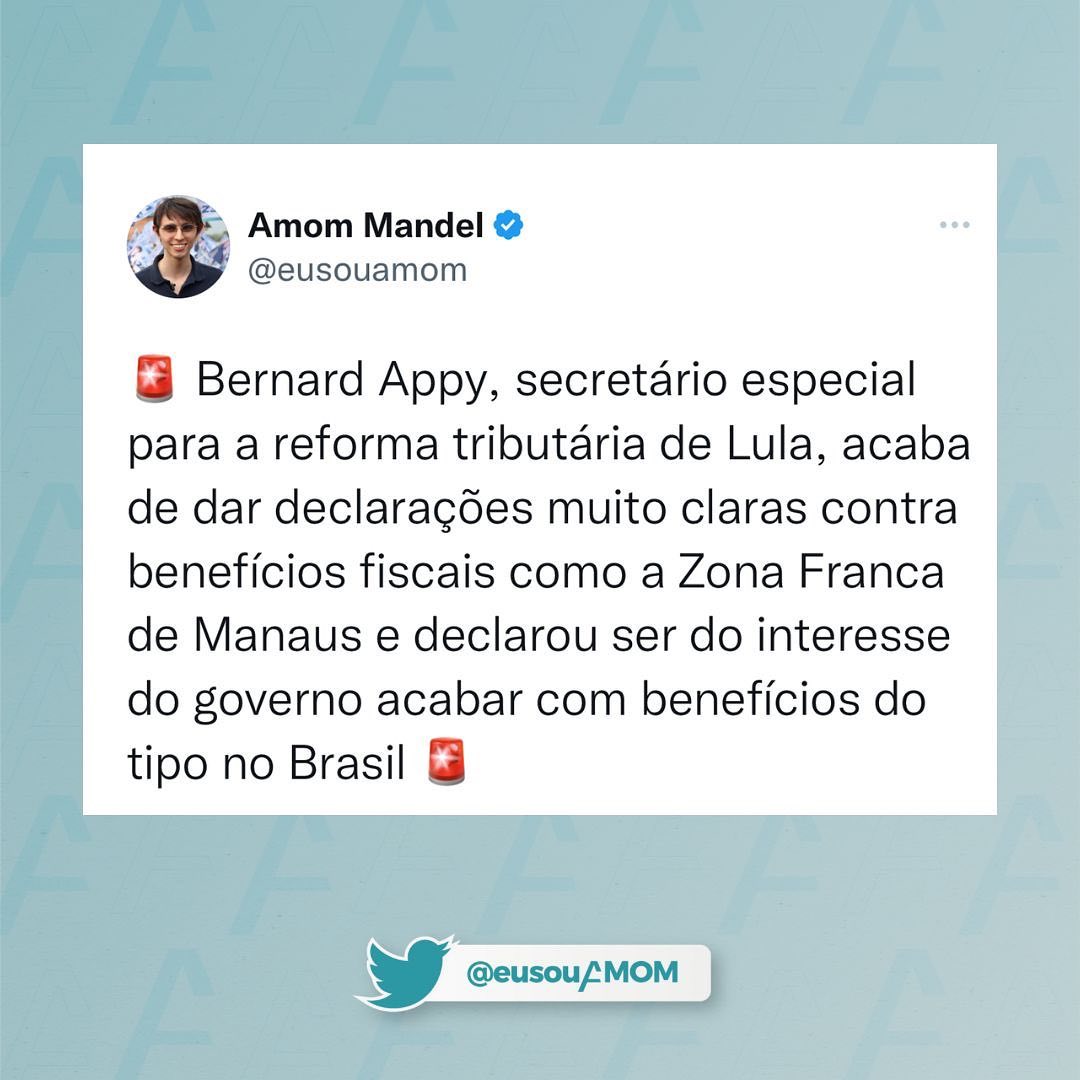 Amom Mandel
@eusouamom
🚨 Bernard Appy, secretário especial
para a reforma tributária de Lula, acaba
de dar declarações muito claras contra
benefícios fiscais como a Zona Franca
de Manaus e declarou ser do interesse
do governo acabar com benefícios do
tipo no Brasil 🚨
@eusouAMOM